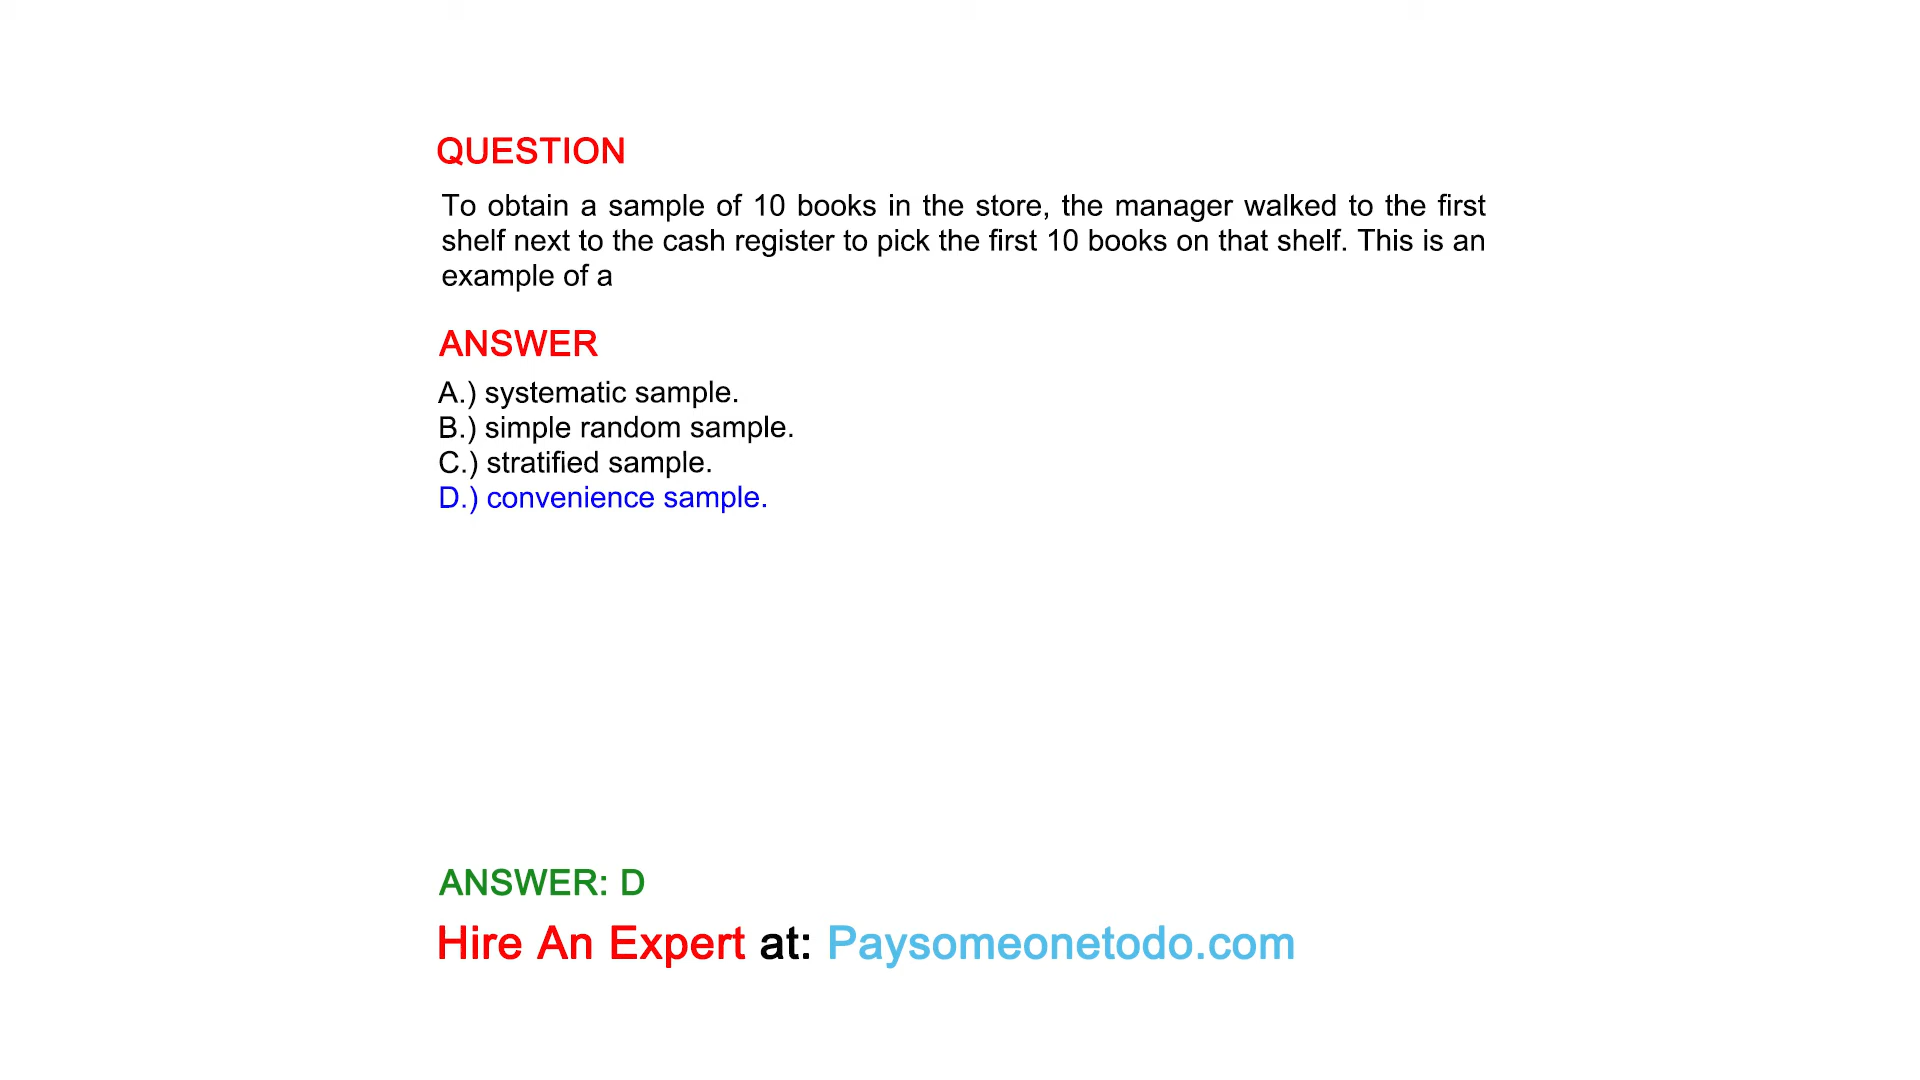 QUESTION
To obtain a sample of 10 books in the store, the manager walked to the first
shelf next to the cash register to pick the first 10 books on that shelf. This is an
example of a
ANSWER
A.) systematic sample.
B.) simple random sample.
C.) stratified sample.
D.) convenience sample.
ANSWER: D
Hire An Expert at: Paysomeonetodo.com